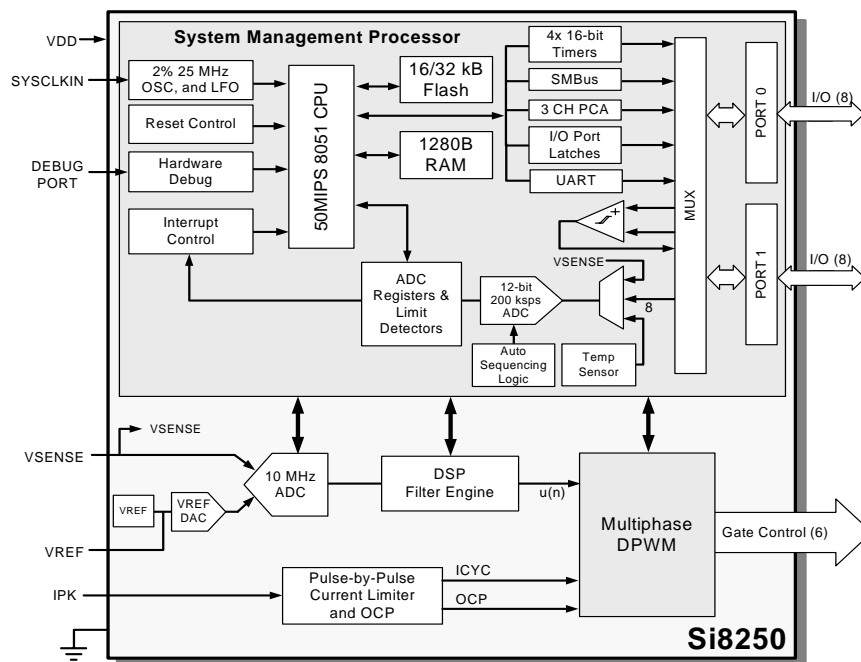 System Management Processor
VDD
SYSCLKIN
2% 25 MHz
OSC, and LFO
Reset Control
DEBUG
PORT
Hardware
Debug
Interrupt
Control
50MIPS 8051 CPU
16/32 kB
Flash
1280B
RAM
4x 16-bit
Timers
SMBus
3 CH PCA
I/O Port
Latches
UART
MUX
PORT 0
I/O (8)
PORT 1
I/O (8)
+
VSENSE
8
ADC
Registers &
Limit
Detectors
12-bit
200 ksps
ADC
Auto
Sequencing
Logic
Temp
Sensor
VSENSE
VSENSE
10 MHz
ADC
VREF
VREF
DAC
VREF
DSP
Filter Engine
u(n)
Multiphase
DPWM
Gate Control (6)
IPK
Pulse-by-Pulse
Current Limiter
and OCP
ICYC
OCP
Si8250